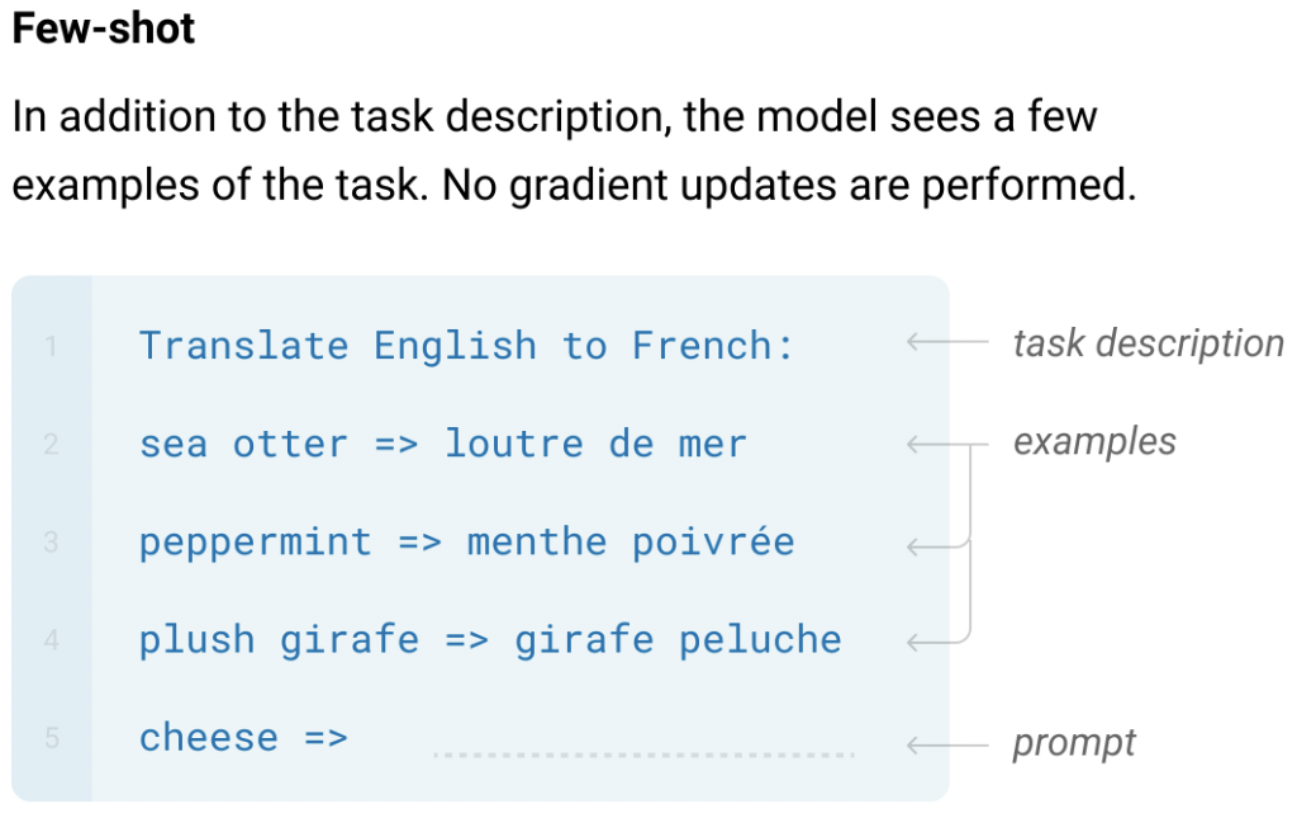 Few-shot
In addition to the task description, the model sees a few
examples of the task. No gradient updates are performed.
1 Translate English to French: task description
2 sea otter => loutre de mer examples
3 peppermint => menthe poivrée
4 plush girafe => girafe peluche
5 cheese => prompt